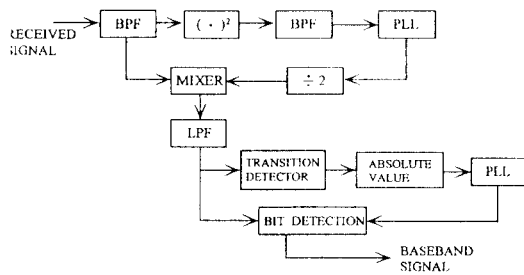 BPF
( · )²
BPF
PLL
RECEIVED
SIGNAL
MIXER
÷ 2
LPF
TRANSITION
DETECTOR
ABSOLUTE
VALUE
PLL
BIT DETECTION
BASEBAND
SIGNAL